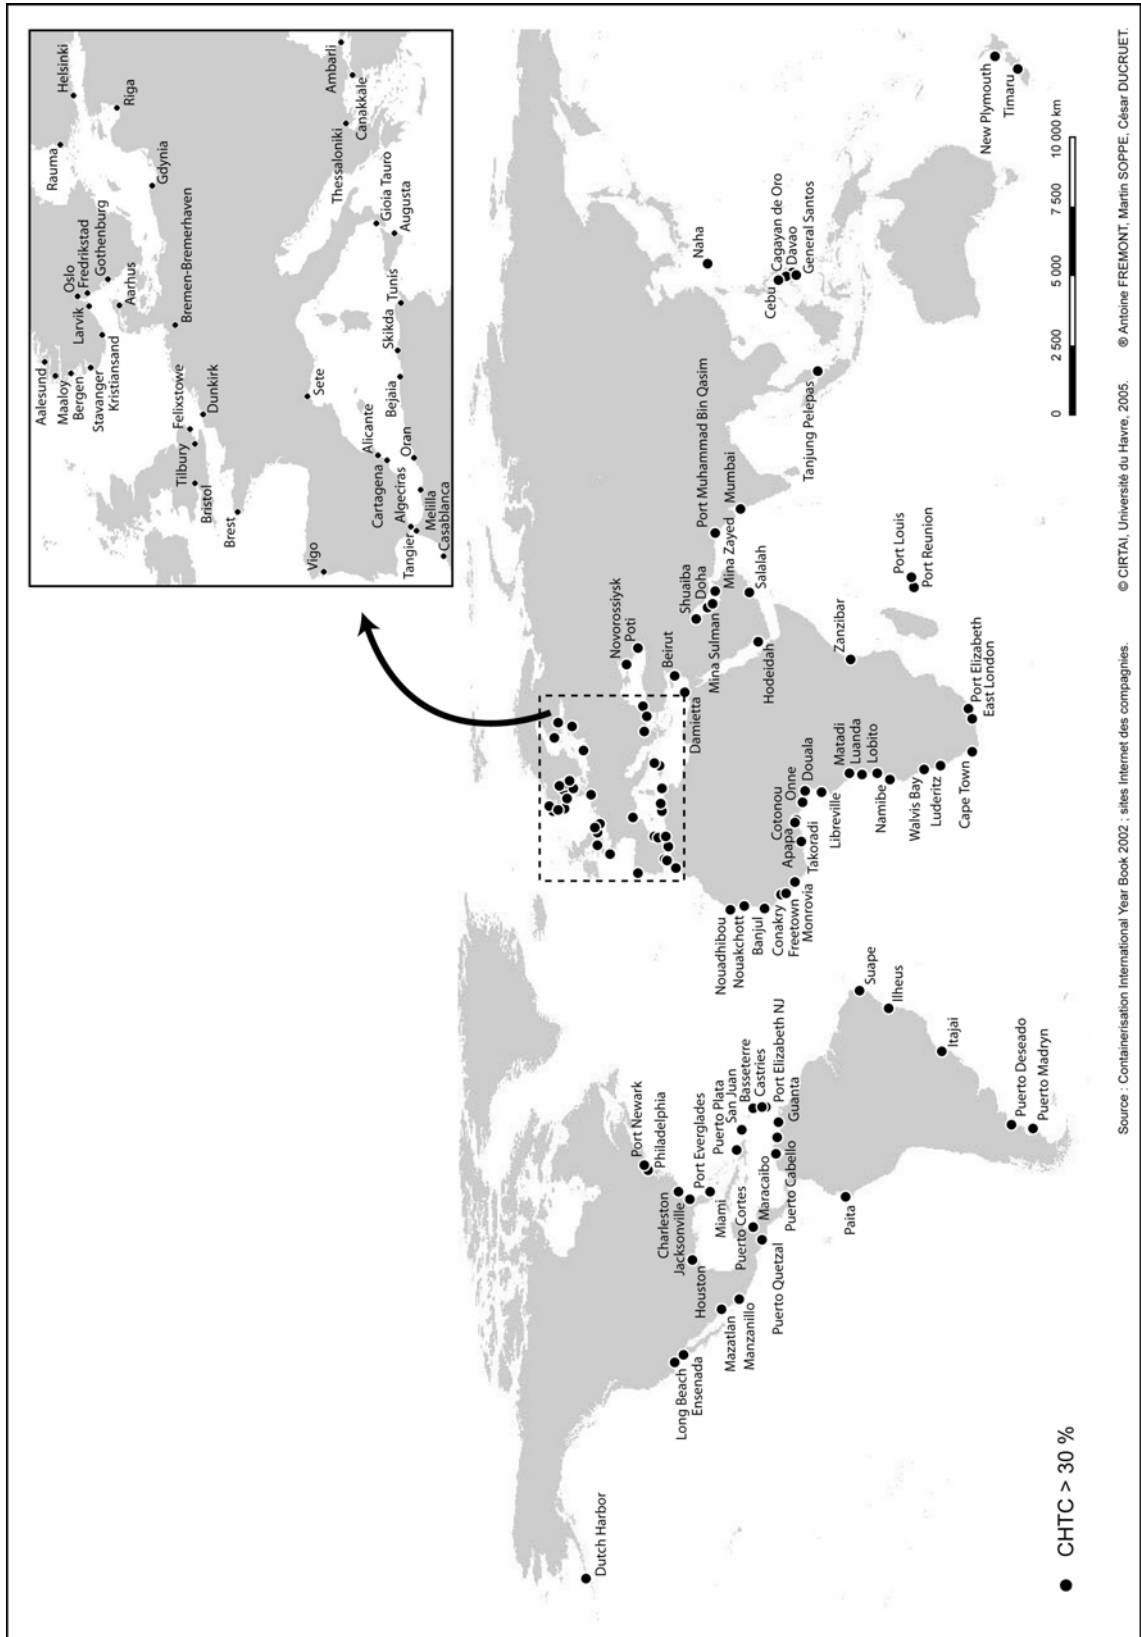 Aalesund
Maaloy
Bergen
Stavanger
Kristiansand
Larvik
Oslo
Fredrikstad
Gothenburg
Aarhus
Rauma
Helsinki
Riga
Gdynia
Bremen-Bremerhaven
Felixstowe
Tilbury
Bristol
Dunkirk
Brest
Vigo
Sete
Alicante
Cartagena
Algeciras
Tangier
Oran
Melilla
Casablanca
Bejaia
Skikda
Tunis
Gioia Tauro
Augusta
Thessaloniki
Ambarli
Canakkale
Novorossiysk
Poti
Beirut
Damietta
Shuaiba
Doha
Mina Sulman
Mina Zayed
Port Muhammad Bin Qasim
Mumbai
Salalah
Hodeidah
Naha
Cebu
Cagayan de Oro
Davao
General Santos
Tanjung Pelepas
New Plymouth
Timaru
Port Louis
Port Reunion
Zanzibar
Port Elizabeth
East London
Cape Town
Luderitz
Walvis Bay
Namibe
Lobito
Luanda
Matadi
Libreville
Douala
Onne
Cotonou
Apapa
Takoradi
Monrovia
Freetown
Conakry
Banjul
Nouakchott
Nouadhibou
Port Newark
Philadelphia
Charleston
Jacksonville
Port Everglades
Miami
Houston
Puerto Plata
San Juan
Basseterre
Castries
Port Elizabeth NJ
Guanta
Puerto Cortes
Maracaibo
Puerto Cabello
Puerto Quetzal
Mazatlan
Manzanillo
Long Beach
Ensenada
Dutch Harbor
Paita
Suape
Ilheus
Itajai
Puerto Deseado
Puerto Madryn
0 2 500 5 000 7 500 10 000 km
CHTC > 30 %
Source : Containerisation International Year Book 2002 ; sites Internet des compagnies. © CIRTAI, Université du Havre, 2005. ® Antoine FREMONT, Martin SOPPE, César DUCRUET.